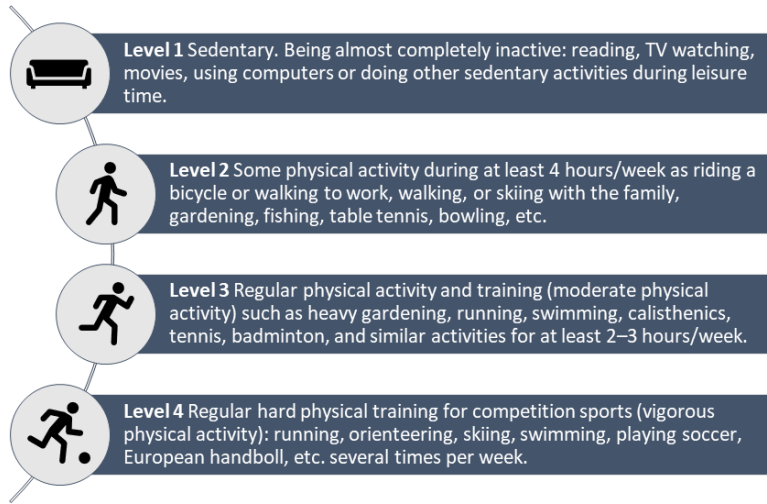 Level 1 Sedentary. Being almost completely inactive: reading, TV watching,
movies, using computers or doing other sedentary activities during leisure
time.
Level 2 Some physical activity during at least 4 hours/week as riding a
bicycle or walking to work, walking, or skiing with the family,
gardening, fishing, table tennis, bowling, etc.
Level 3 Regular physical activity and training (moderate physical
activity) such as heavy gardening, running, swimming, calisthenics,
tennis, badminton, and similar activities for at least 2–3 hours/week.
Level 4 Regular hard physical training for competition sports (vigorous
physical activity): running, orienteering, skiing, swimming, playing soccer,
European handboll, etc. several times per week.